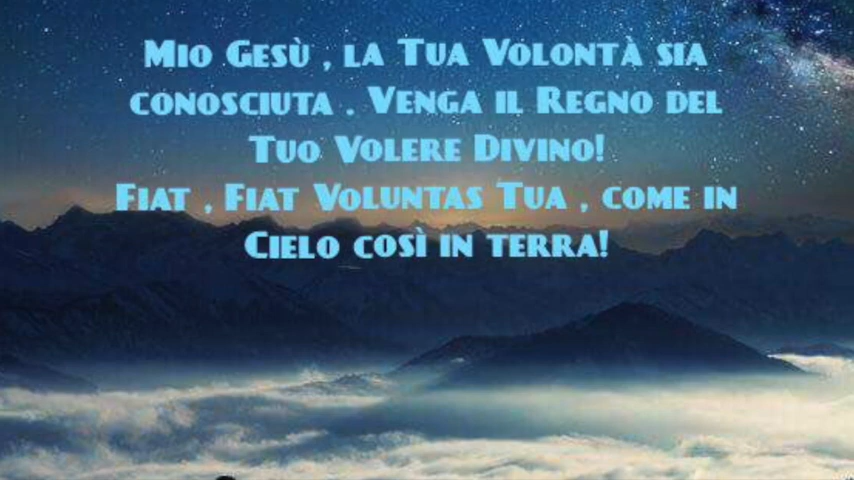 Mio Gesù , la Tua Volontà sia
conosciuta . Venga il Regno del
Tuo Volere Divino!
Fiat , Fiat Voluntas Tua , come in
Cielo così in terra!